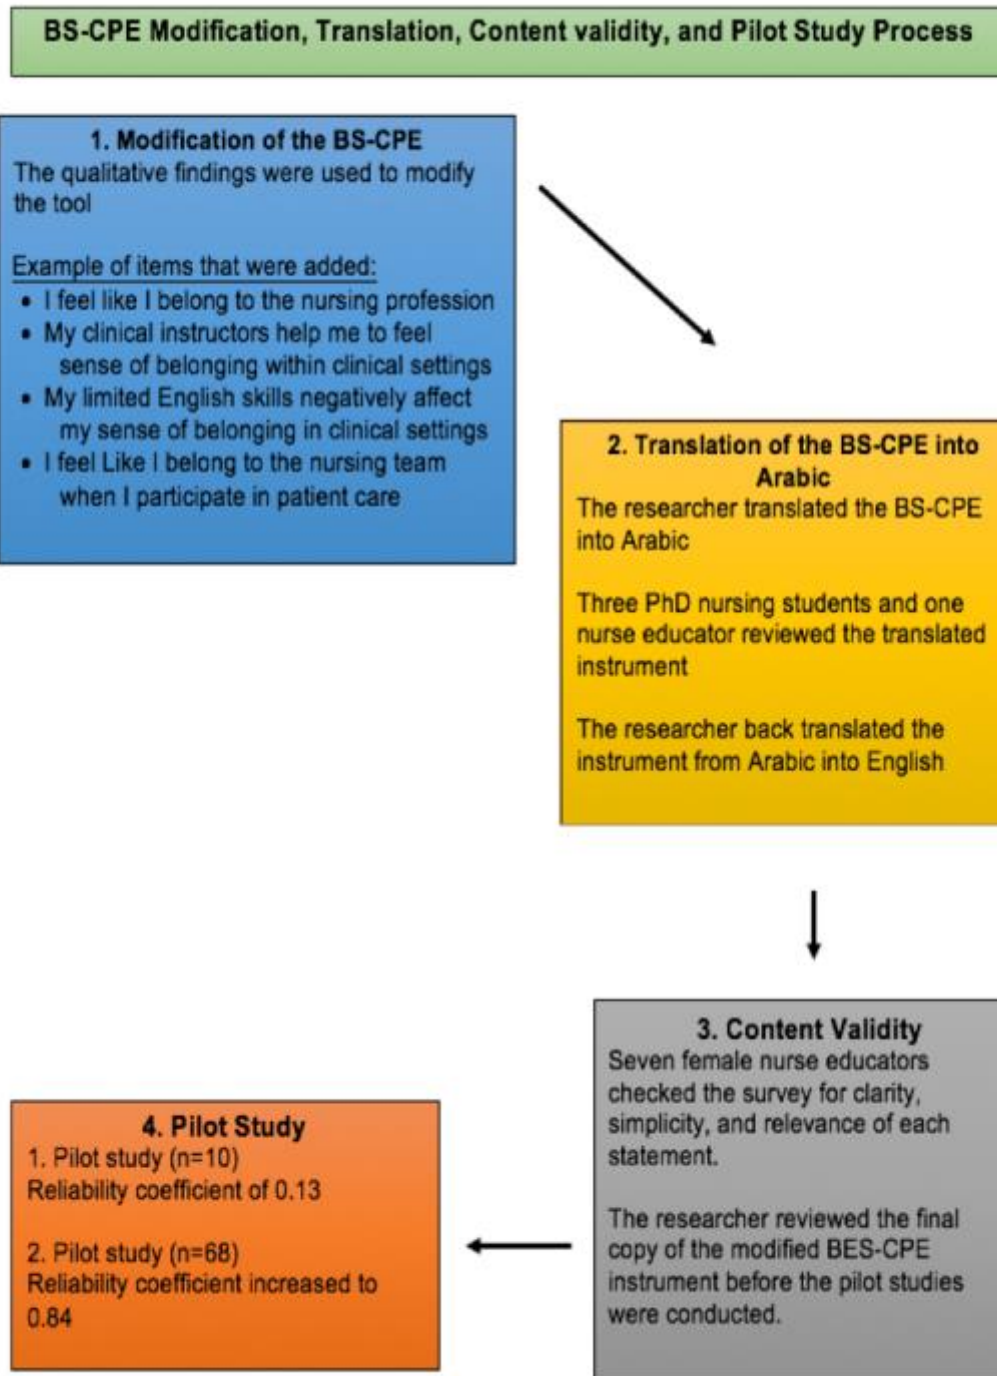 BS-CPE Modification, Translation, Content validity, and Pilot Study Process
1. Modification of the BS-CPE
The qualitative findings were used to modify
the tool
Example of items that were added:
• I feel like I belong to the nursing profession
• My clinical instructors help me to feel
sense of belonging within clinical settings
• My limited English skills negatively affect
my sense of belonging in clinical settings
• I feel Like I belong to the nursing team
when I participate in patient care
2. Translation of the BS-CPE into
Arabic
The researcher translated the BS-CPE
into Arabic
Three PhD nursing students and one
nurse educator reviewed the translated
instrument
The researcher back translated the
instrument from Arabic into English
3. Content Validity
Seven female nurse educators
checked the survey for clarity,
simplicity, and relevance of each
statement.
The researcher reviewed the final
copy of the modified BES-CPE
instrument before the pilot studies
were conducted.
4. Pilot Study
1. Pilot study (n=10)
Reliability coefficient of 0.13
2. Pilot study (n=68)
Reliability coefficient increased to
0.84